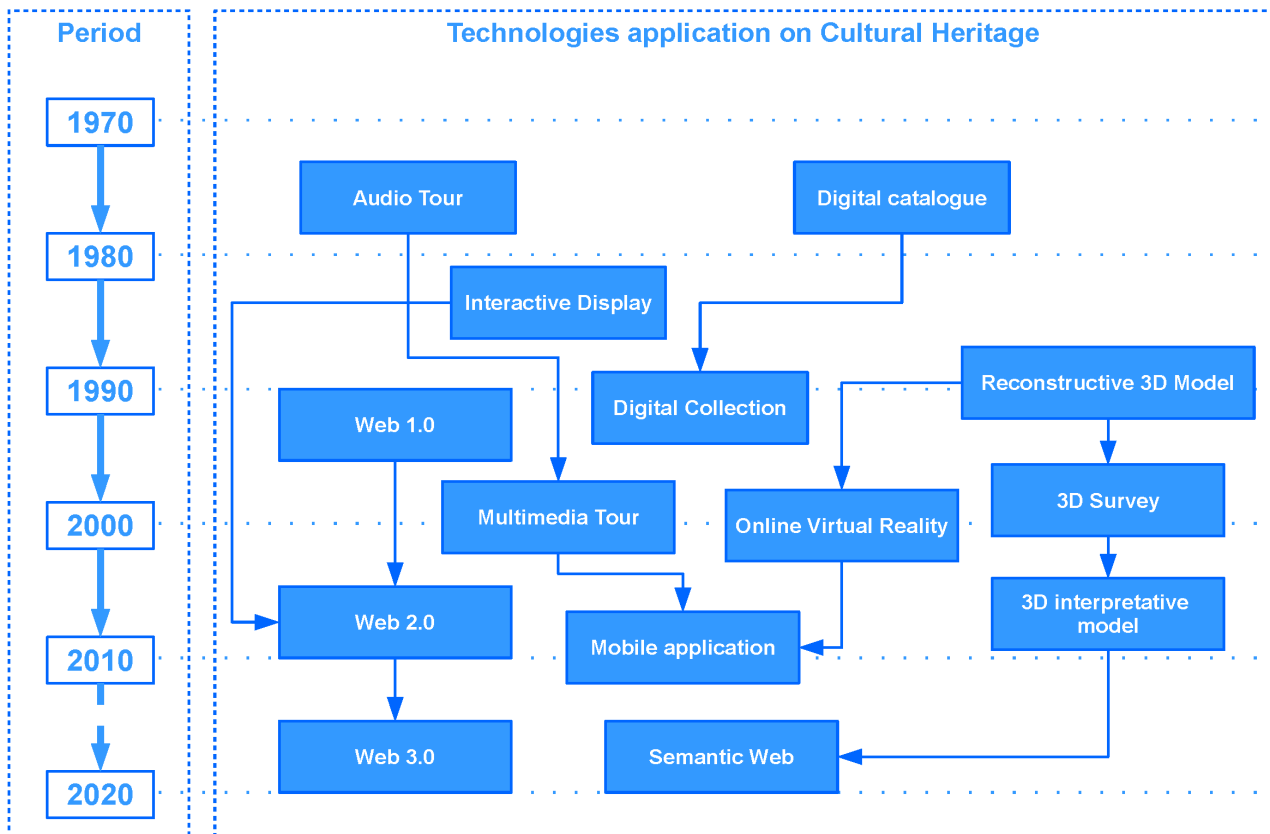 Period
Technologies application on Cultural Heritage
1970
Audio Tour
Digital catalogue
1980
Interactive Display
1990
Reconstructive 3D Model
Digital Collection
Web 1.0
3D Survey
Multimedia Tour
Online Virtual Reality
2000
3D interpretative
model
Web 2.0
Mobile application
2010
Web 3.0
Semantic Web
2020